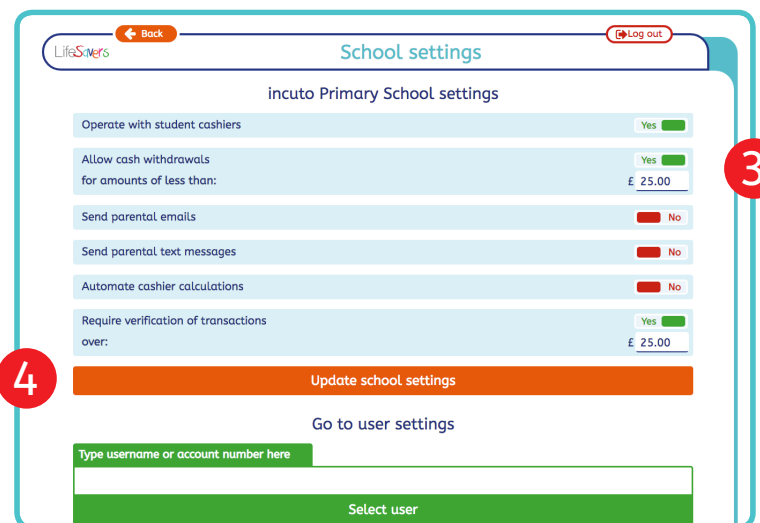 Back
Log out
LifeSavers
School settings
incuto Primary School settings
Operate with student cashiers Yes
Allow cash withdrawals Yes
for amounts of less than: £ 25.00
3
Send parental emails No
Send parental text messages No
Automate cashier calculations No
Require verification of transactions Yes
over: £ 25.00
4
Update school settings
Go to user settings
Type username or account number here
Select user